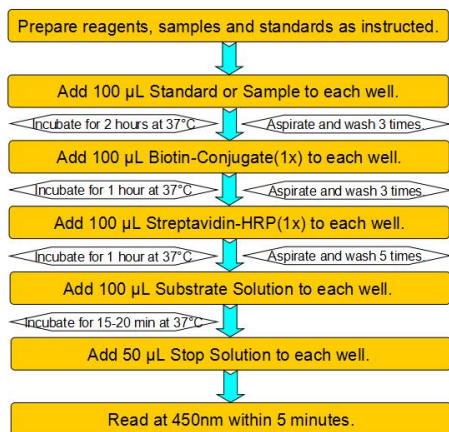 Prepare reagents, samples and standards as instructed.
Add 100 µL Standard or Sample to each well.
Incubate for 2 hours at 37°C
Aspirate and wash 3 times.
Add 100 µL Biotin-Conjugate(1x) to each well.
Incubate for 1 hour at 37°C
Aspirate and wash 3 times.
Add 100 µL Streptavidin-HRP(1x) to each well.
Incubate for 1 hour at 37°C
Aspirate and wash 5 times.
Add 100 µL Substrate Solution to each well.
Incubate for 15-20 min at 37°C
Add 50 µL Stop Solution to each well.
Read at 450nm within 5 minutes.